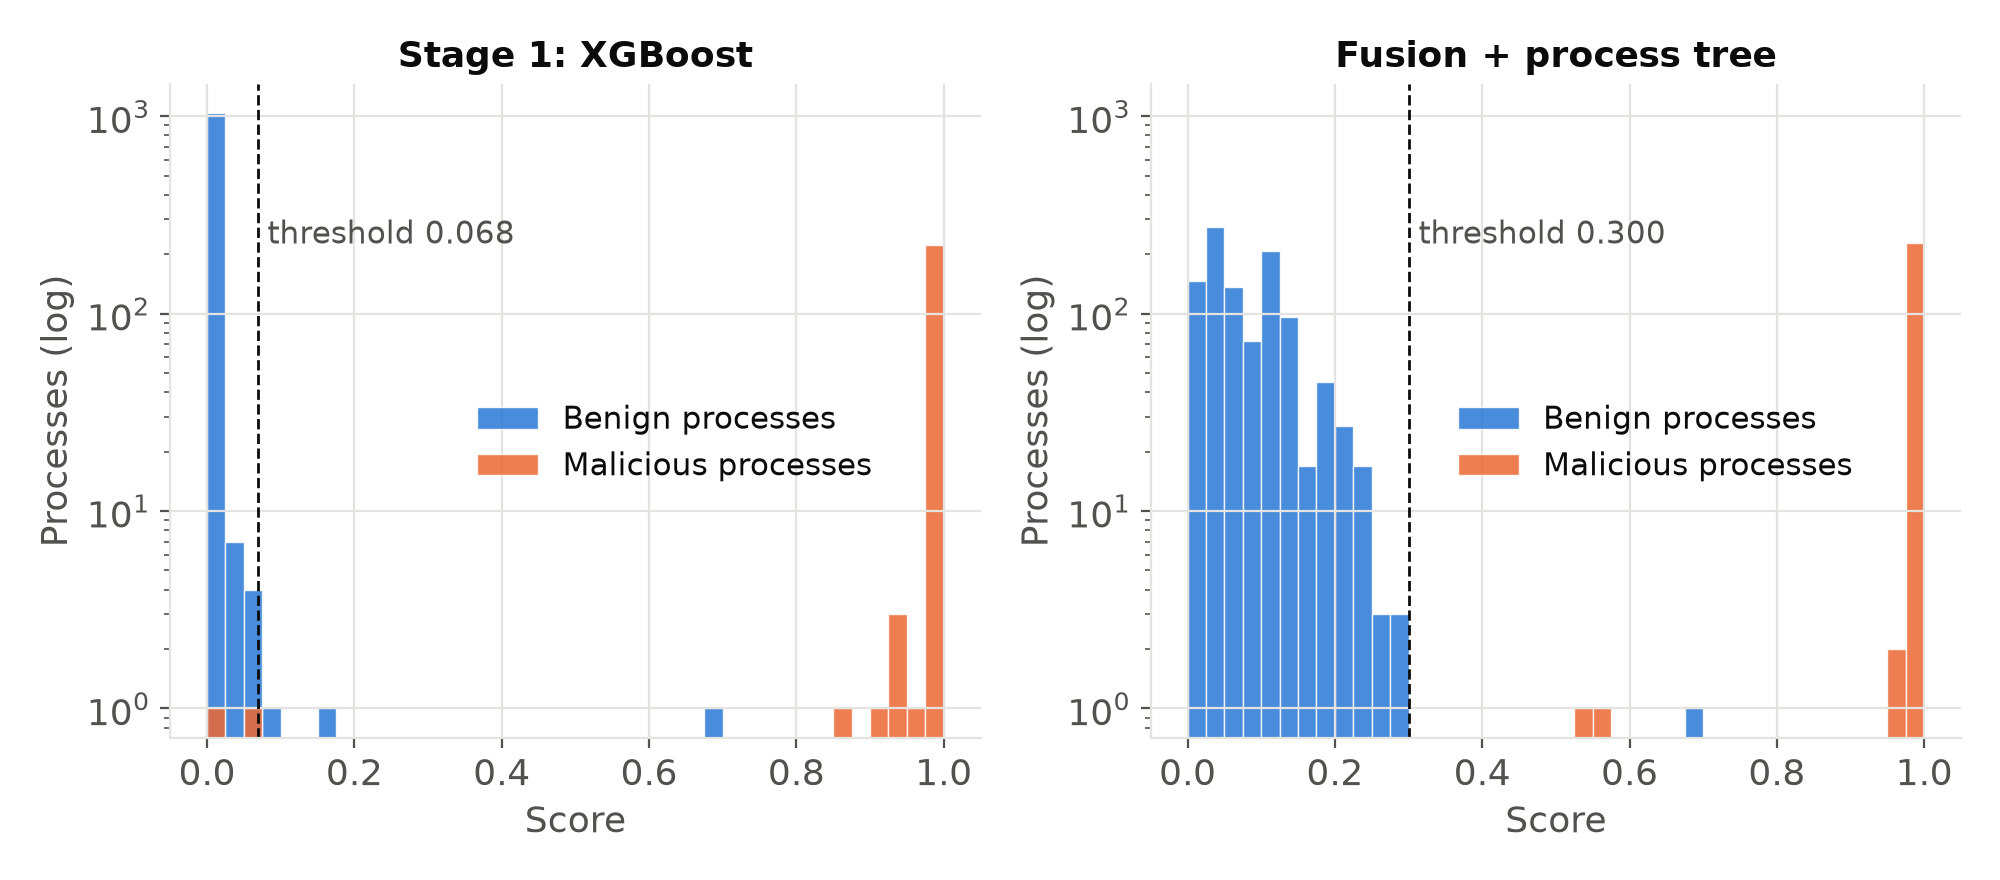 Stage 1: XGBoost
Processes (log)
10³
10²
10¹
10⁰
threshold 0.068
Benign processes
Malicious processes
0.0 0.2 0.4 0.6 0.8 1.0
Score
Fusion + process tree
Processes (log)
10³
10²
10¹
10⁰
threshold 0.300
Benign processes
Malicious processes
0.0 0.2 0.4 0.6 0.8 1.0
Score